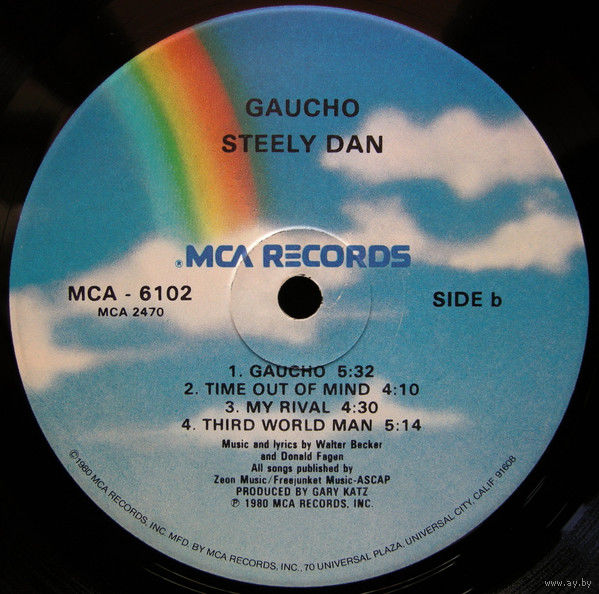 GAUCHO
STEELY DAN
® MCA RECORDS
MCA - 6102
MCA 2470
SIDE b
1. GAUCHO 5:32
2. TIME OUT OF MIND 4:10
3. MY RIVAL 4:30
4. THIRD WORLD MAN 5:14
Music and lyrics by Walter Becker
and Donald Fagen
All songs published by
Zeon Music/Freejunket Music-ASCAP
PRODUCED BY GARY KATZ
℗ 1980 MCA RECORDS, INC.
©1980 MCA RECORDS, INC. MFD. BY MCA RECORDS, INC., 70 UNIVERSAL PLAZA, UNIVERSAL CITY, CALIF. 91608
www.ay.by